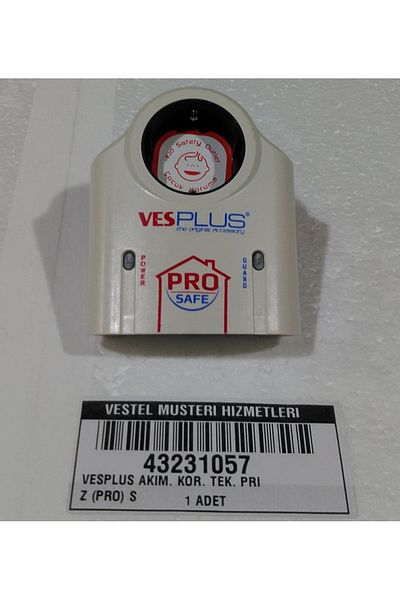 Kid Safety Outlet
Çocuk Koruma
VESPLUS®
the original Accessory
POWER
GUARD
PRO
SAFE
VESTEL MUSTERI HIZMETLERI
43231057
VESPLUS AKIM. KOR. TEK. PRI
Z (PRO) S 1 ADET